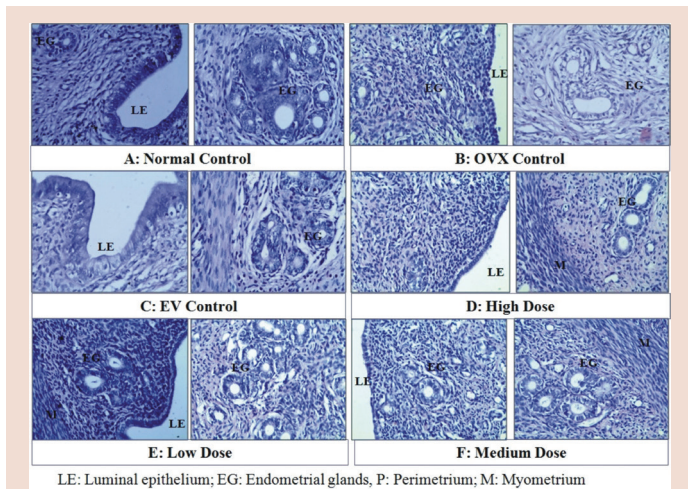 EG
LE
EG
EG
LE
EG
A: Normal Control
B: OVX Control
LE
EG
LE
M
EG
C: EV Control
D: High Dose
EG
M
LE
EG
LE
EG
EG
M
E: Low Dose
F: Medium Dose
LE: Luminal epithelium; EG: Endometrial glands, P: Perimetrium; M: Myometrium